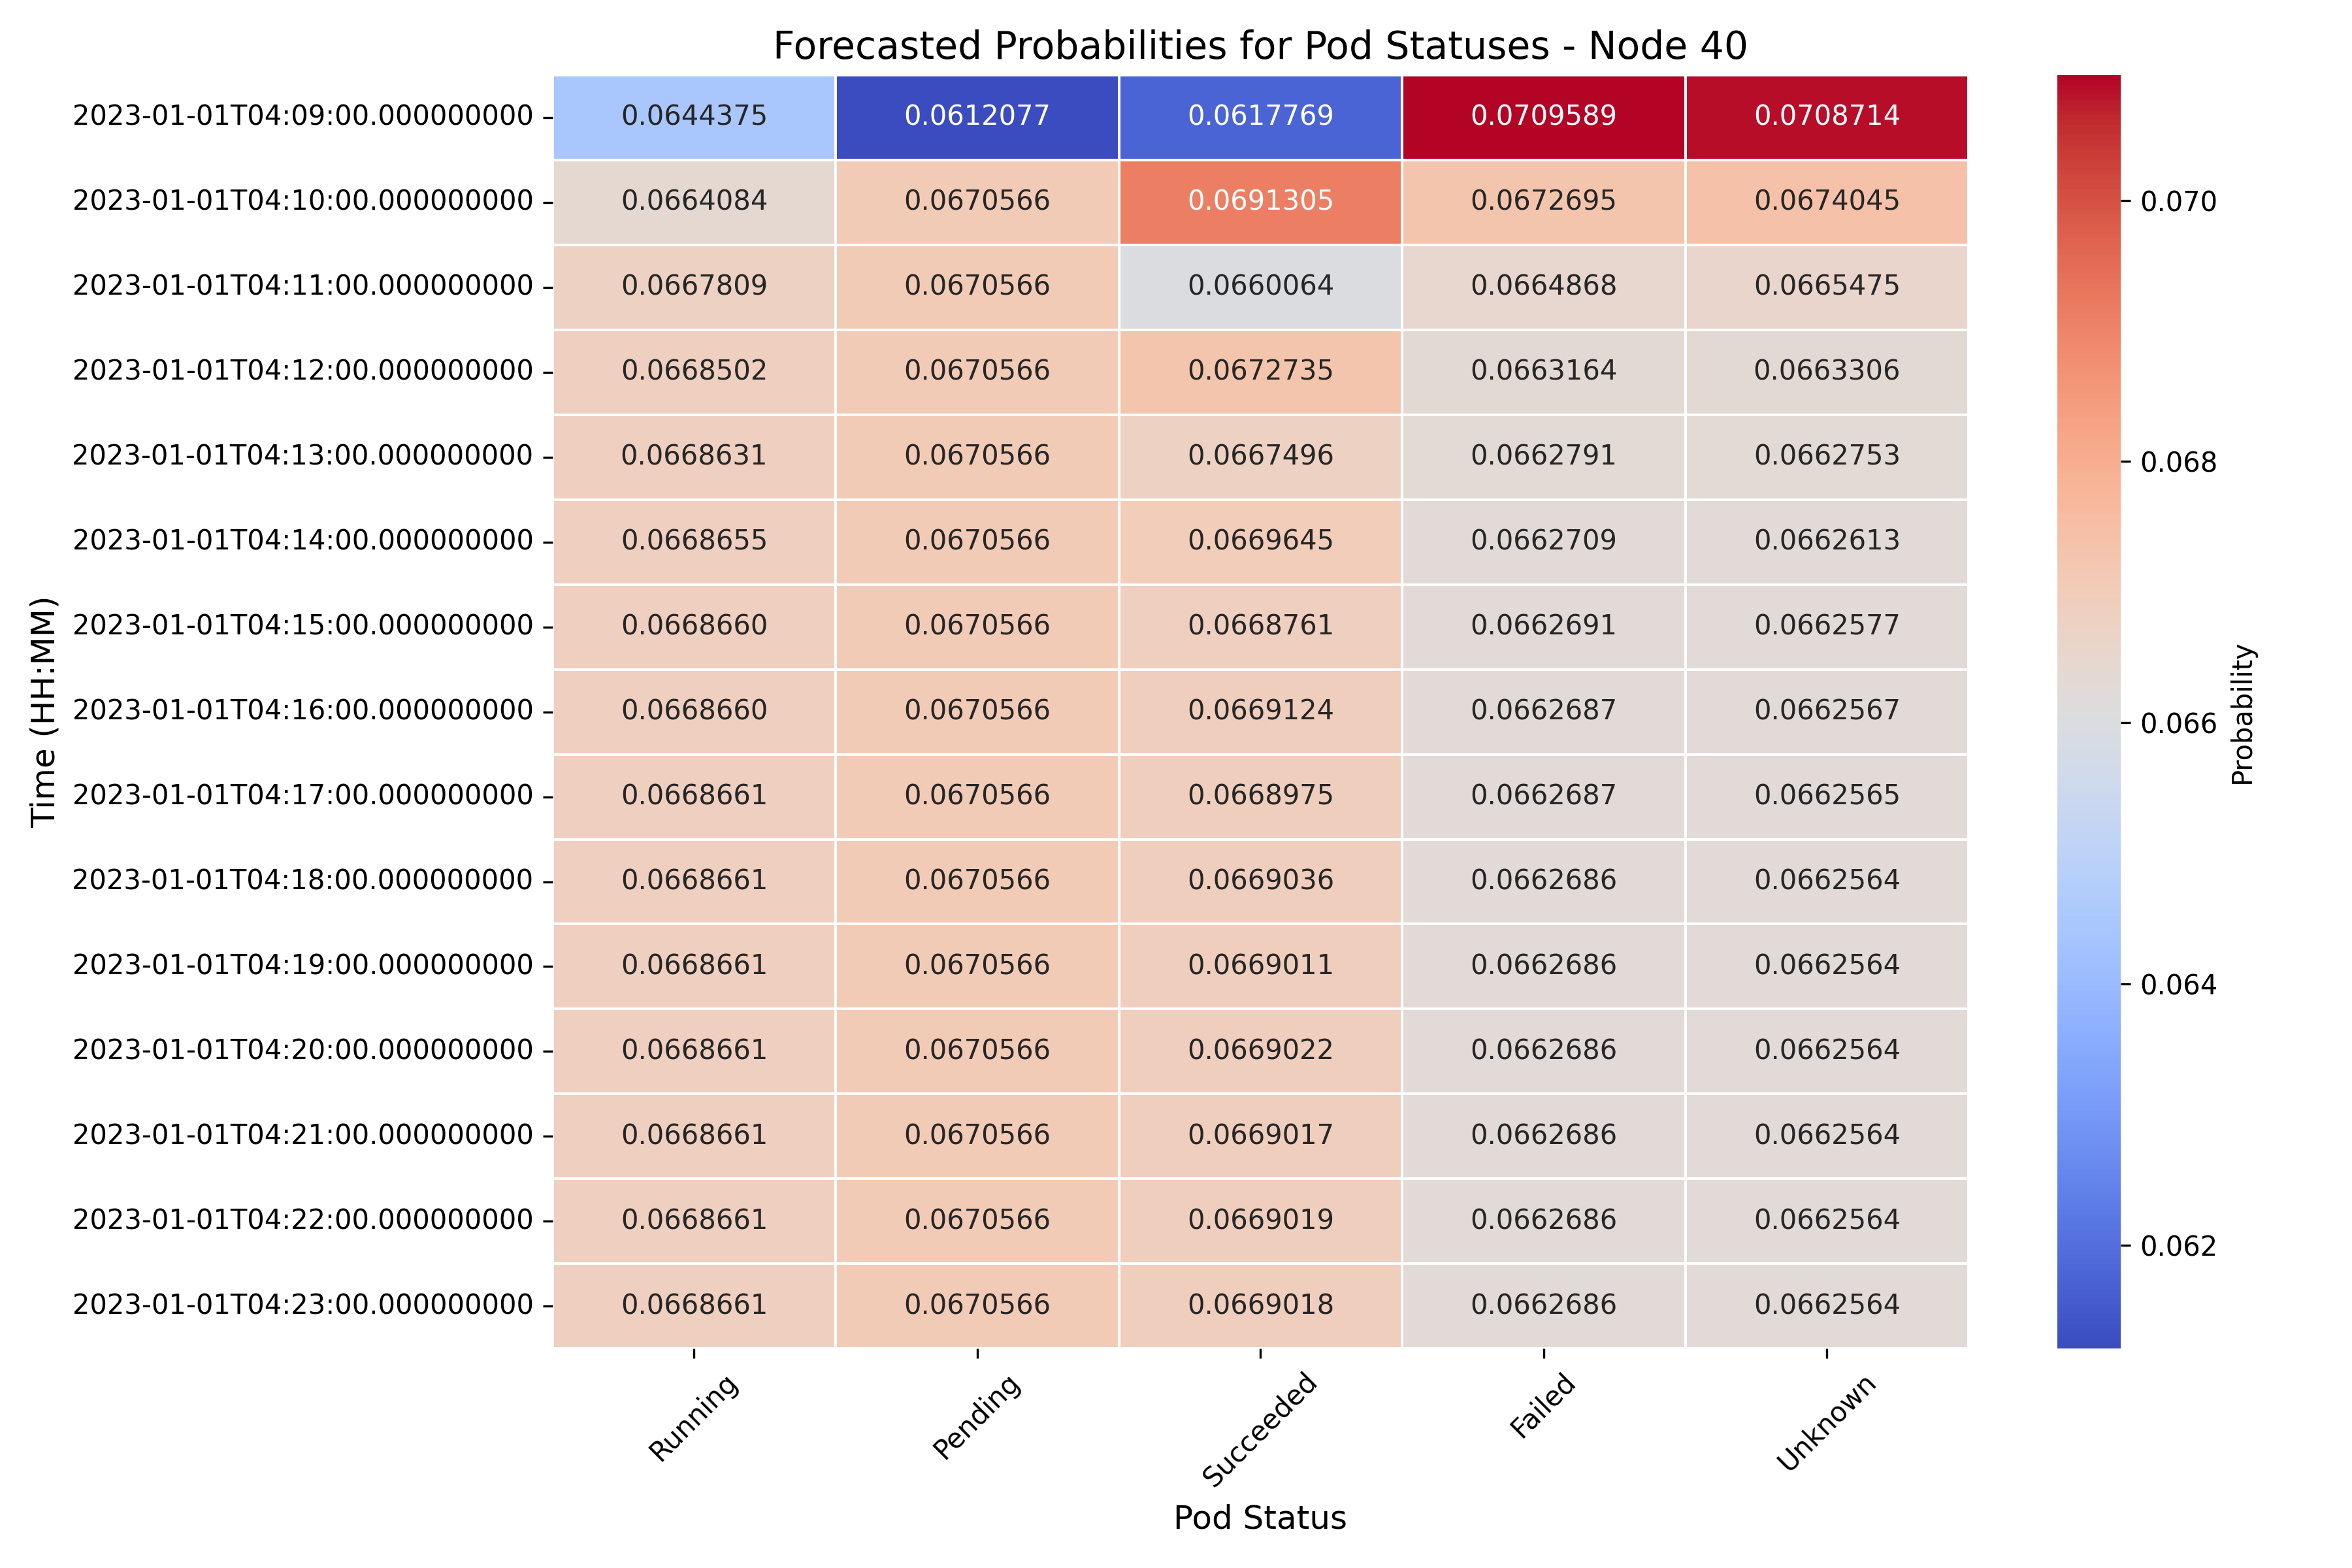 Forecasted Probabilities for Pod Statuses - Node 40
2023-01-01T04:09:00.000000000 0.0644375 0.0612077 0.0617769 0.0709589 0.0708714
2023-01-01T04:10:00.000000000 0.0664084 0.0670566 0.0691305 0.0672695 0.0674045
2023-01-01T04:11:00.000000000 0.0667809 0.0670566 0.0660064 0.0664868 0.0665475
2023-01-01T04:12:00.000000000 0.0668502 0.0670566 0.0672735 0.0663164 0.0663306
2023-01-01T04:13:00.000000000 0.0668631 0.0670566 0.0667496 0.0662791 0.0662753
2023-01-01T04:14:00.000000000 0.0668655 0.0670566 0.0669645 0.0662709 0.0662613
2023-01-01T04:15:00.000000000 0.0668660 0.0670566 0.0668761 0.0662691 0.0662577
2023-01-01T04:16:00.000000000 0.0668660 0.0670566 0.0669124 0.0662687 0.0662567
2023-01-01T04:17:00.000000000 0.0668661 0.0670566 0.0668975 0.0662687 0.0662565
2023-01-01T04:18:00.000000000 0.0668661 0.0670566 0.0669036 0.0662686 0.0662564
2023-01-01T04:19:00.000000000 0.0668661 0.0670566 0.0669011 0.0662686 0.0662564
2023-01-01T04:20:00.000000000 0.0668661 0.0670566 0.0669022 0.0662686 0.0662564
2023-01-01T04:21:00.000000000 0.0668661 0.0670566 0.0669017 0.0662686 0.0662564
2023-01-01T04:22:00.000000000 0.0668661 0.0670566 0.0669019 0.0662686 0.0662564
2023-01-01T04:23:00.000000000 0.0668661 0.0670566 0.0669018 0.0662686 0.0662564
Time (HH:MM)
Running Pending Succeeded Failed Unknown
Pod Status
0.070
0.068
0.066
0.064
0.062
Probability